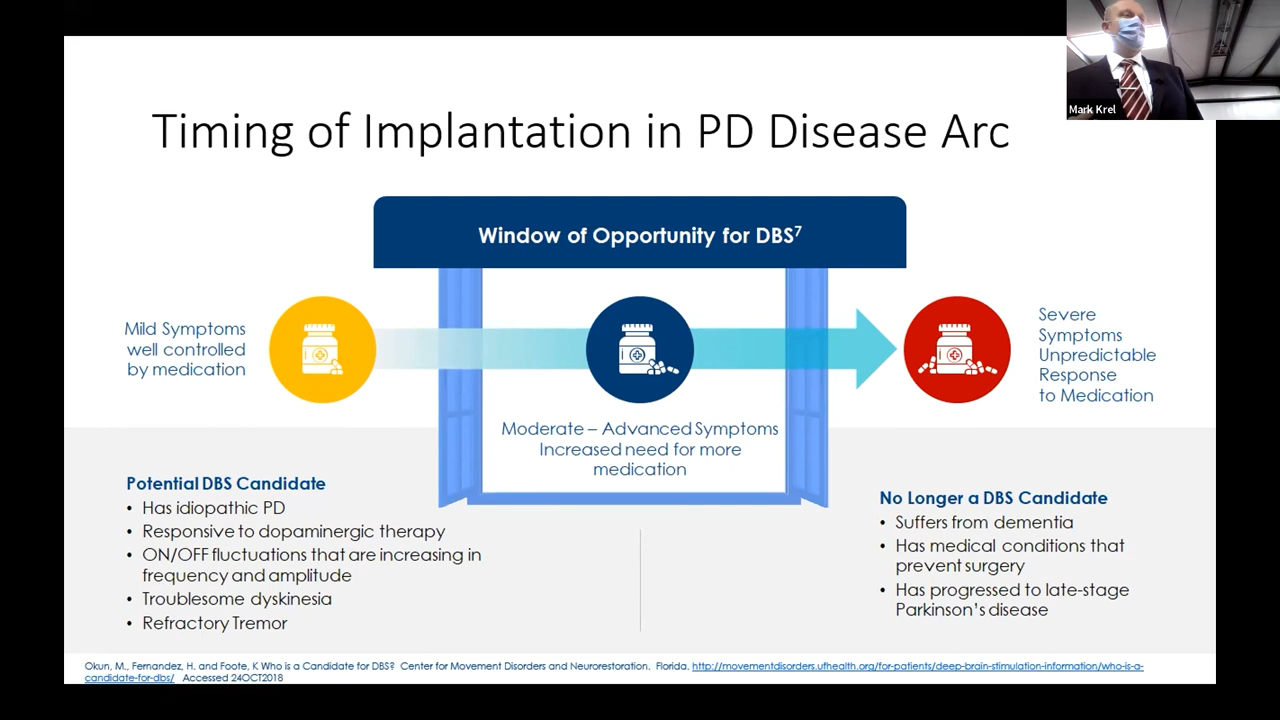 Mark Krel
Timing of Implantation in PD Disease Arc
Window of Opportunity for DBS7
Mild Symptoms
well controlled
by medication
Moderate – Advanced Symptoms
Increased need for more
medication
Severe
Symptoms
Unpredictable
Response
to Medication
Potential DBS Candidate
• Has idiopathic PD
• Responsive to dopaminergic therapy
• ON/OFF fluctuations that are increasing in
frequency and amplitude
• Troublesome dyskinesia
• Refractory Tremor
No Longer a DBS Candidate
• Suffers from dementia
• Has medical conditions that
prevent surgery
• Has progressed to late-stage
Parkinson's disease
Okun, M., Fernandez, H. and Foote, K Who is a Candidate for DBS? Center for Movement Disorders and Neurorestoration. Florida. http://movementdisorders.ufhealth.org/for-patients/deep-brain-stimulation-information/who-is-a-
candidate-for-dbs/ Accessed 24OCT2018